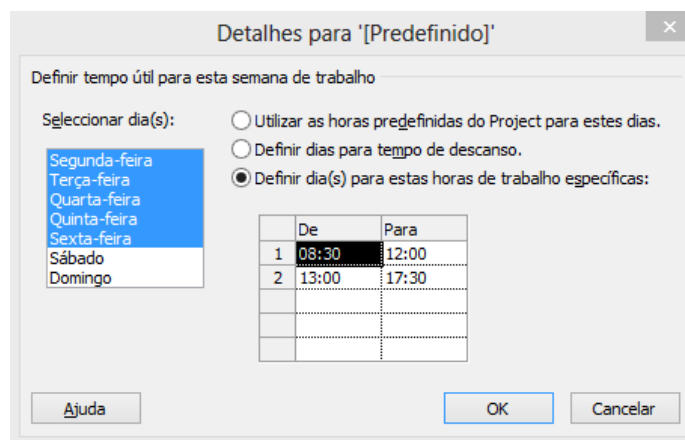 Detalhes para '[Predefinido]'
Definir tempo útil para esta semana de trabalho
Seleccionar dia(s):
Segunda-feira
Terça-feira
Quarta-feira
Quinta-feira
Sexta-feira
Sábado
Domingo
Utilizar as horas predefinidas do Project para estes dias.
Definir dias para tempo de descanso.
Definir dia(s) para estas horas de trabalho específicas:
De Para
1 08:30 12:00
2 13:00 17:30
Ajuda OK Cancelar